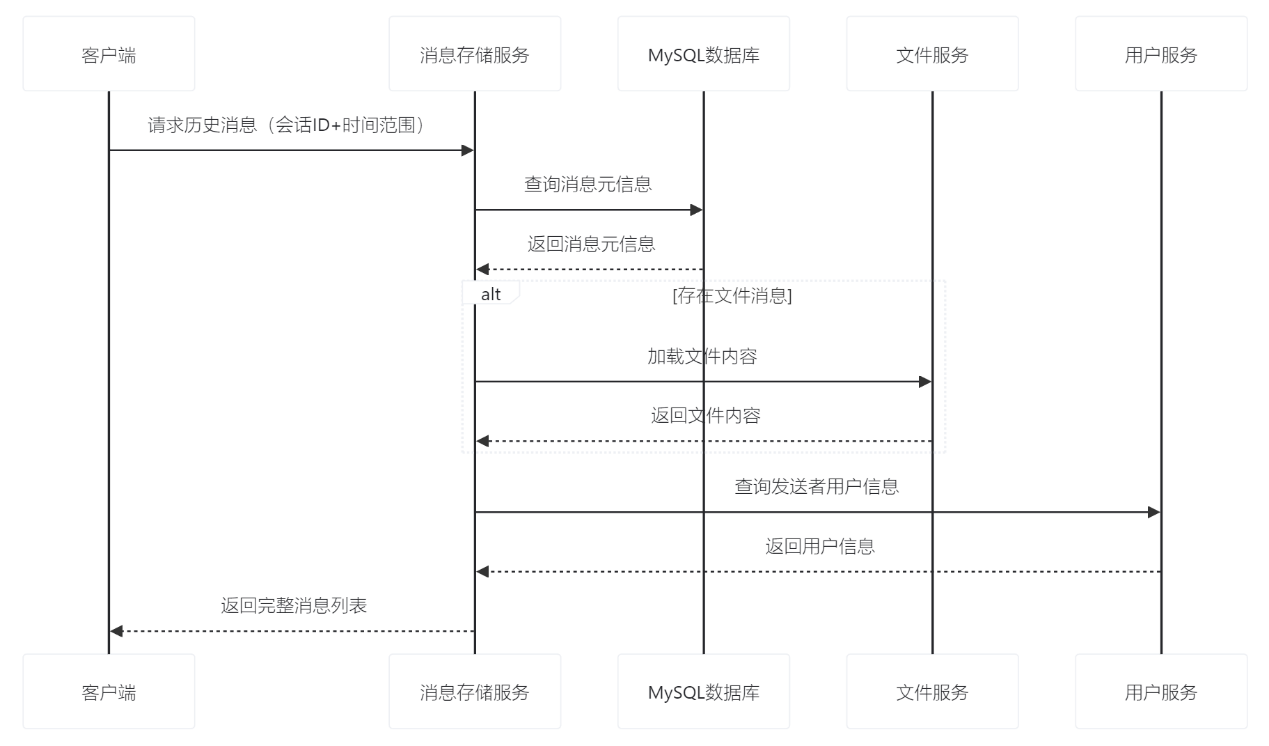 客户端
消息存储服务
MySQL数据库
文件服务
用户服务
请求历史消息（会话ID+时间范围）
查询消息元信息
返回消息元信息
alt
[存在文件消息]
加载文件内容
返回文件内容
查询发送者用户信息
返回用户信息
返回完整消息列表
客户端
消息存储服务
MySQL数据库
文件服务
用户服务